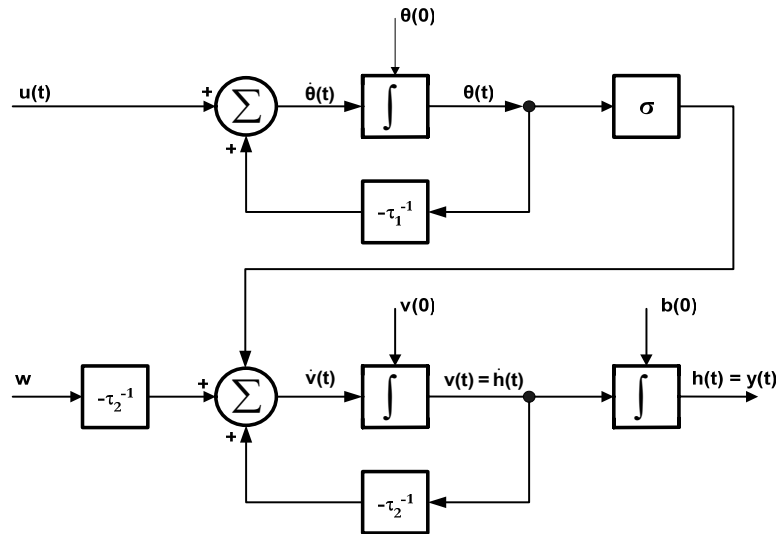 θ(0)
u(t)
+
Σ
θ̇(t)
∫
θ(t)
σ
+
-τ₁⁻¹
v(0)
b(0)
w
-τ₂⁻¹
+
Σ
v̇(t)
∫
v(t) = ḣ(t)
∫
h(t) = y(t)
+
-τ₂⁻¹